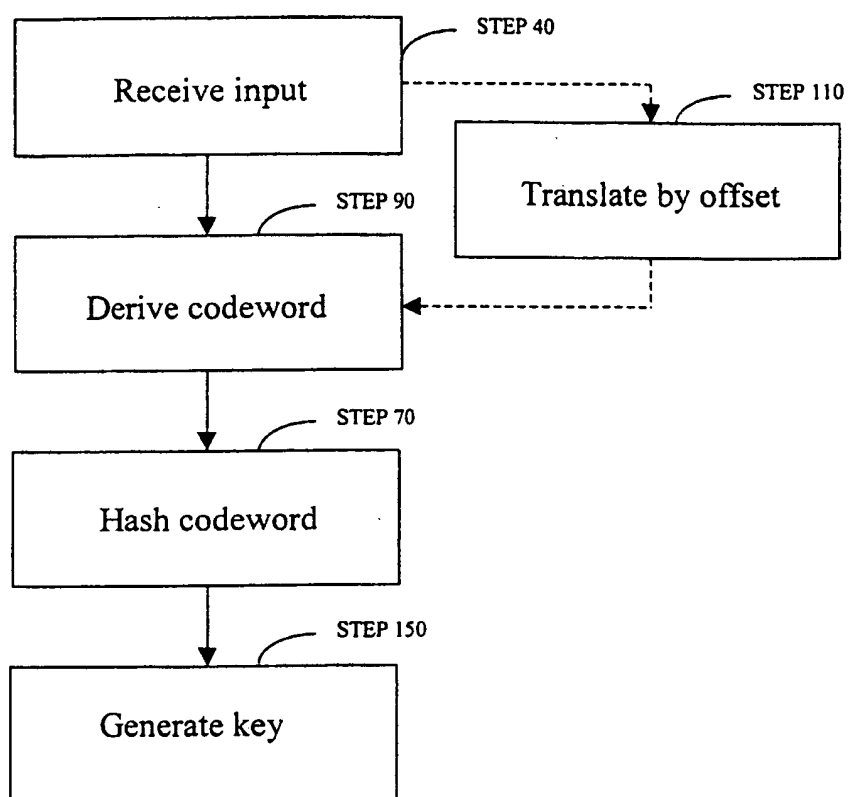 STEP 40
Receive input
STEP 110
Translate by offset
STEP 90
Derive codeword
STEP 70
Hash codeword
STEP 150
Generate key